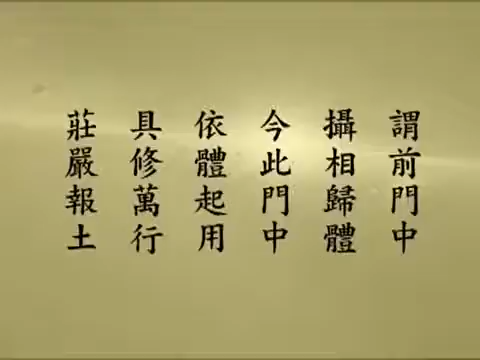 謂前門中
攝相歸體
今此門中
依體起用
具修萬行
莊嚴報土